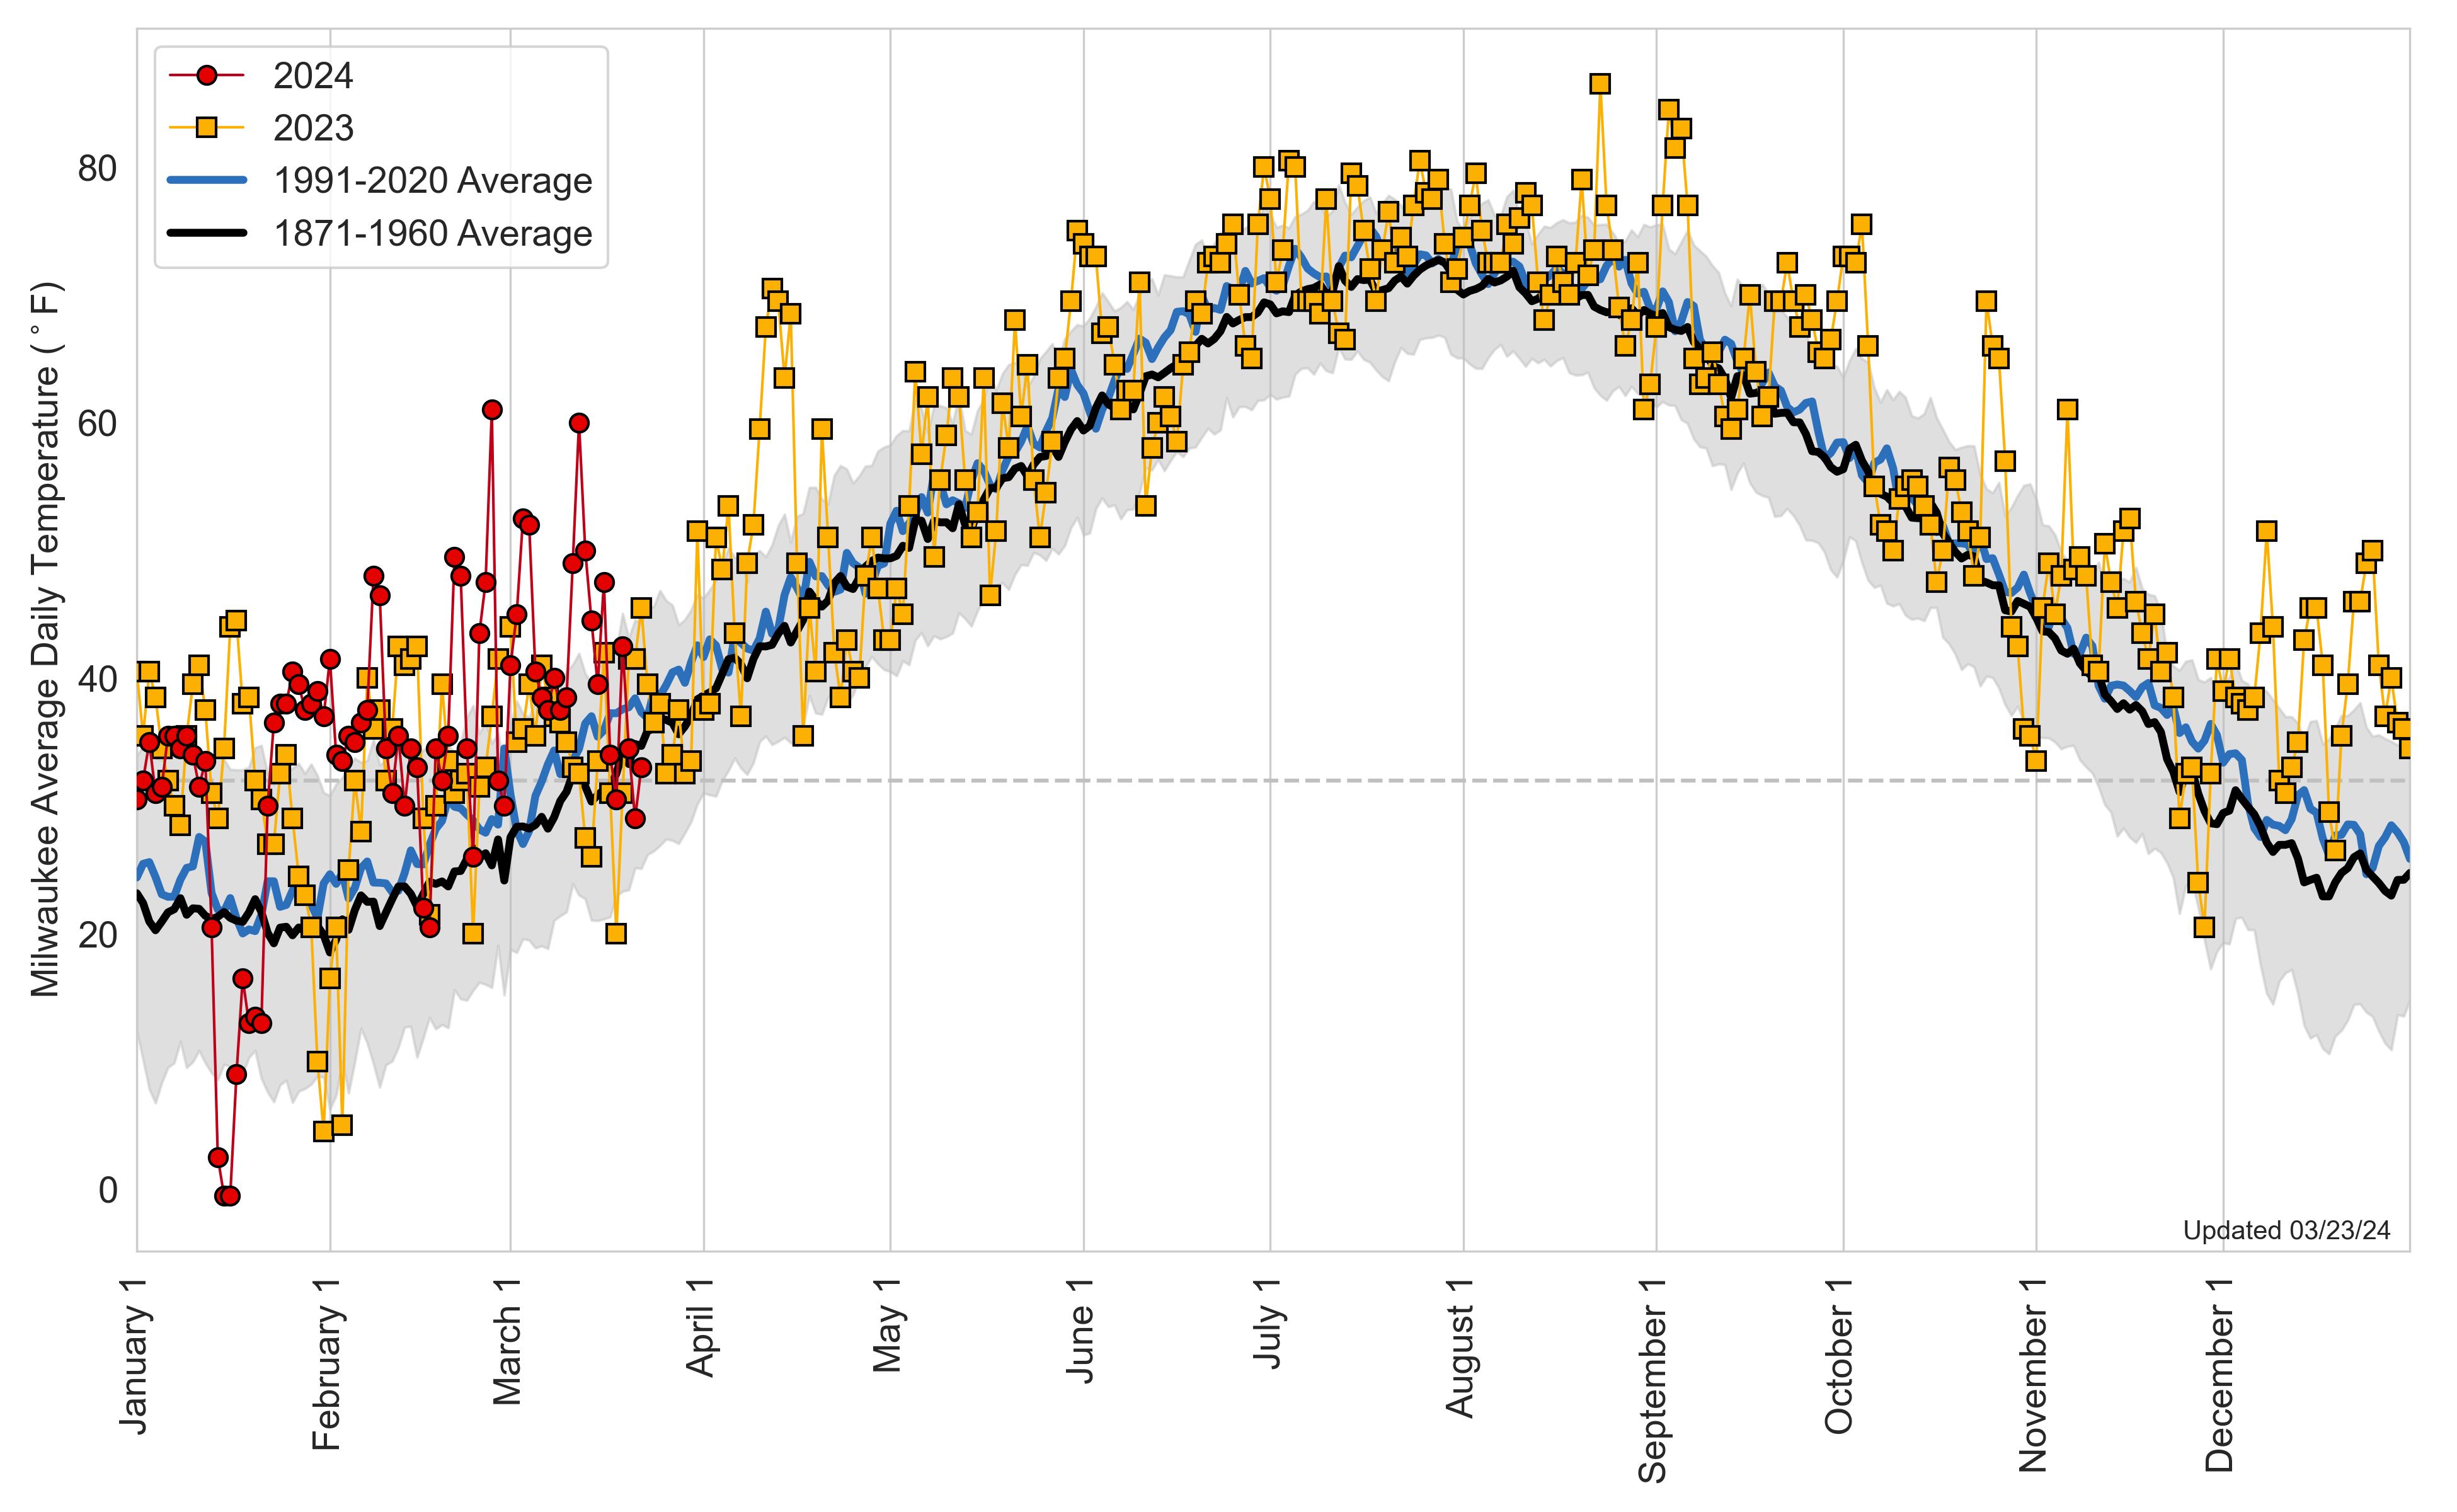 2024
2023
1991-2020 Average
1871-1960 Average
Milwaukee Average Daily Temperature (°F)
80
60
40
20
0
Updated 03/23/24
January 1
February 1
March 1
April 1
May 1
June 1
July 1
August 1
September 1
October 1
November 1
December 1